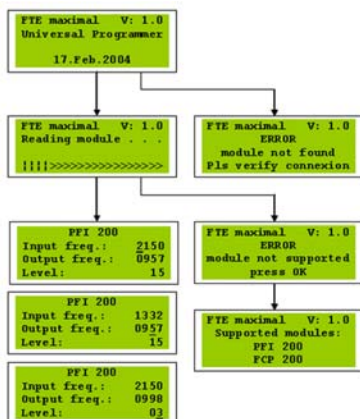 FTE maximal V: 1.0
Universal Programmer
17.Feb.2004
FTE maximal V: 1.0
Reading module . . .
||||>>>>>>>>>>>>>>>>
FTE maximal V: 1.0
ERROR
module not found
Pls verify connexion
PFI 200
Input freq.: 2150
Output freq.: 0957
Level: 15
FTE maximal V: 1.0
ERROR
module not supported
press OK
PFI 200
Input freq.: 1332
Output freq.: 0957
Level: 15
FTE maximal V: 1.0
Supported modules:
PFI 200
FCP 200
PFI 200
Input freq.: 2150
Output freq.: 0998
Level: 03